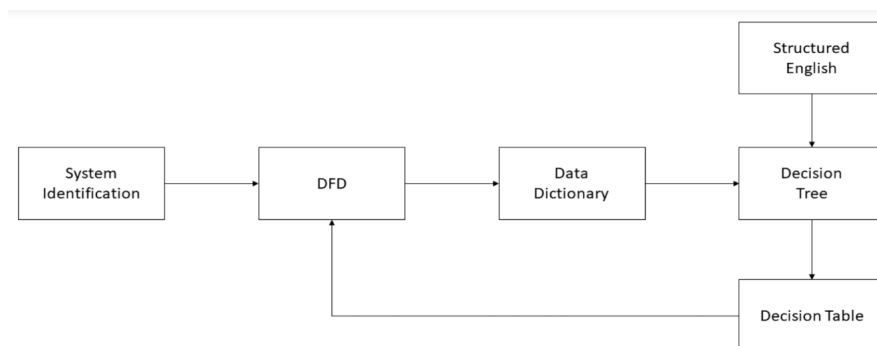 Structured
English
System
Identification
DFD
Data
Dictionary
Decision
Tree
Decision Table